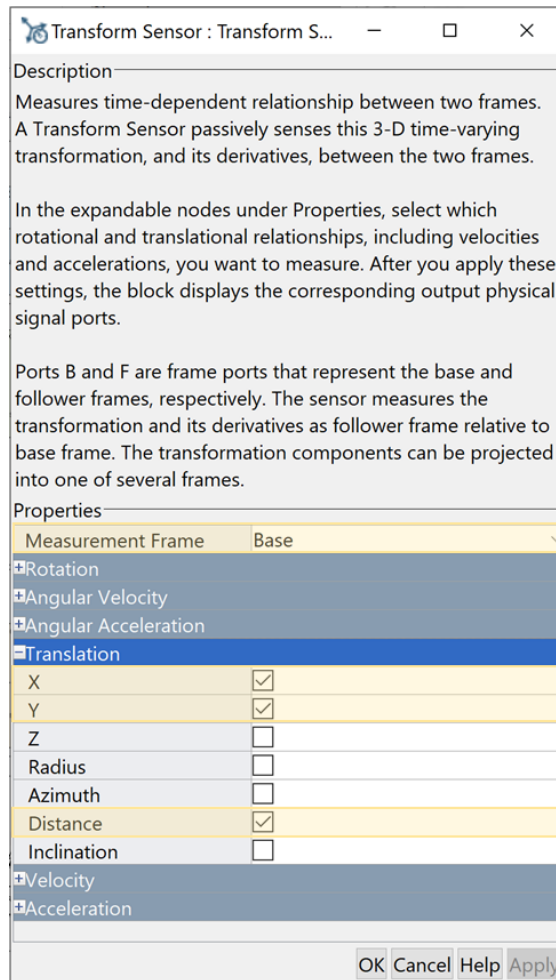 Transform Sensor : Transform S...
Description
Measures time-dependent relationship between two frames.
A Transform Sensor passively senses this 3-D time-varying
transformation, and its derivatives, between the two frames.
In the expandable nodes under Properties, select which
rotational and translational relationships, including velocities
and accelerations, you want to measure. After you apply these
settings, the block displays the corresponding output physical
signal ports.
Ports B and F are frame ports that represent the base and
follower frames, respectively. The sensor measures the
transformation and its derivatives as follower frame relative to
base frame. The transformation components can be projected
into one of several frames.
Properties
Measurement Frame Base
Rotation
Angular Velocity
Angular Acceleration
Translation
X
Y
Z
Radius
Azimuth
Distance
Inclination
Velocity
Acceleration
OK Cancel Help Apply